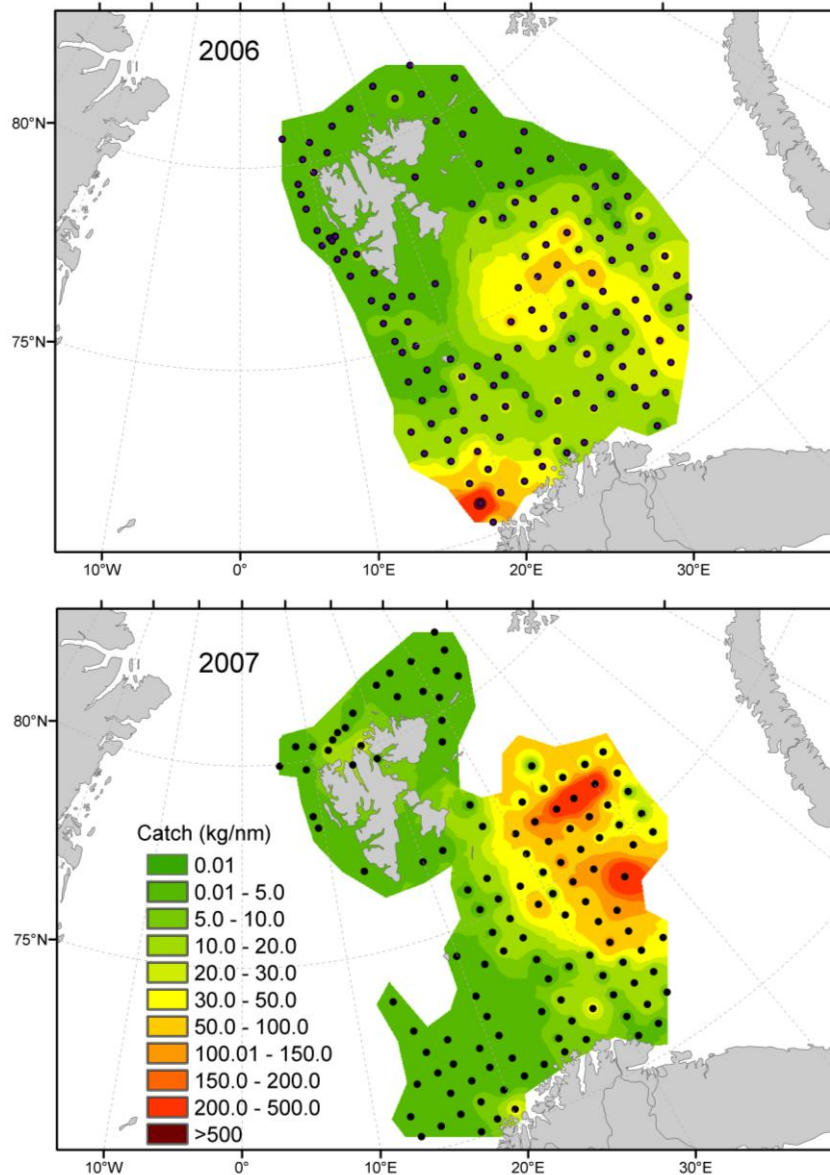 2006
80°N
75°N
10°W 0° 10°E 20°E 30°E
2007
80°N
Catch (kg/nm)
0.01
0.01 - 5.0
5.0 - 10.0
75°N
10.0 - 20.0
20.0 - 30.0
30.0 - 50.0
50.0 - 100.0
100.01 - 150.0
150.0 - 200.0
200.0 - 500.0
>500
10°W 0° 10°E 20°E 30°E